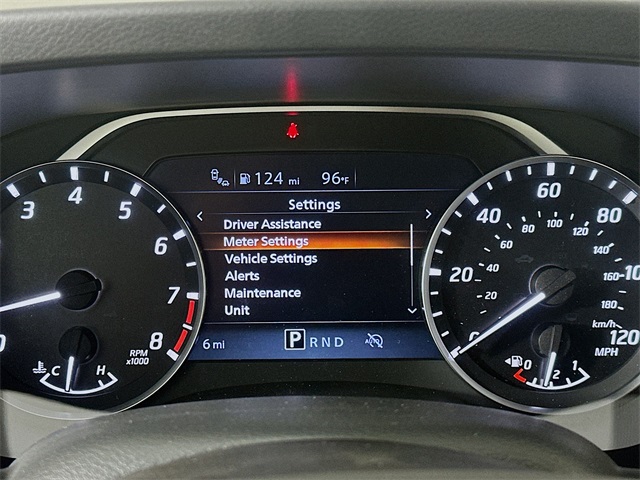 124 mi 96°F
Settings
Driver Assistance
Meter Settings
Vehicle Settings
Alerts
Maintenance
Unit
6 mi P R N D
3 4 5 6 7 8
RPM
x1000
C H
0 20 40 60 80 10 120
20 40 60 80 100 120 140 160 180
km/h
MPH
0 1/2 1